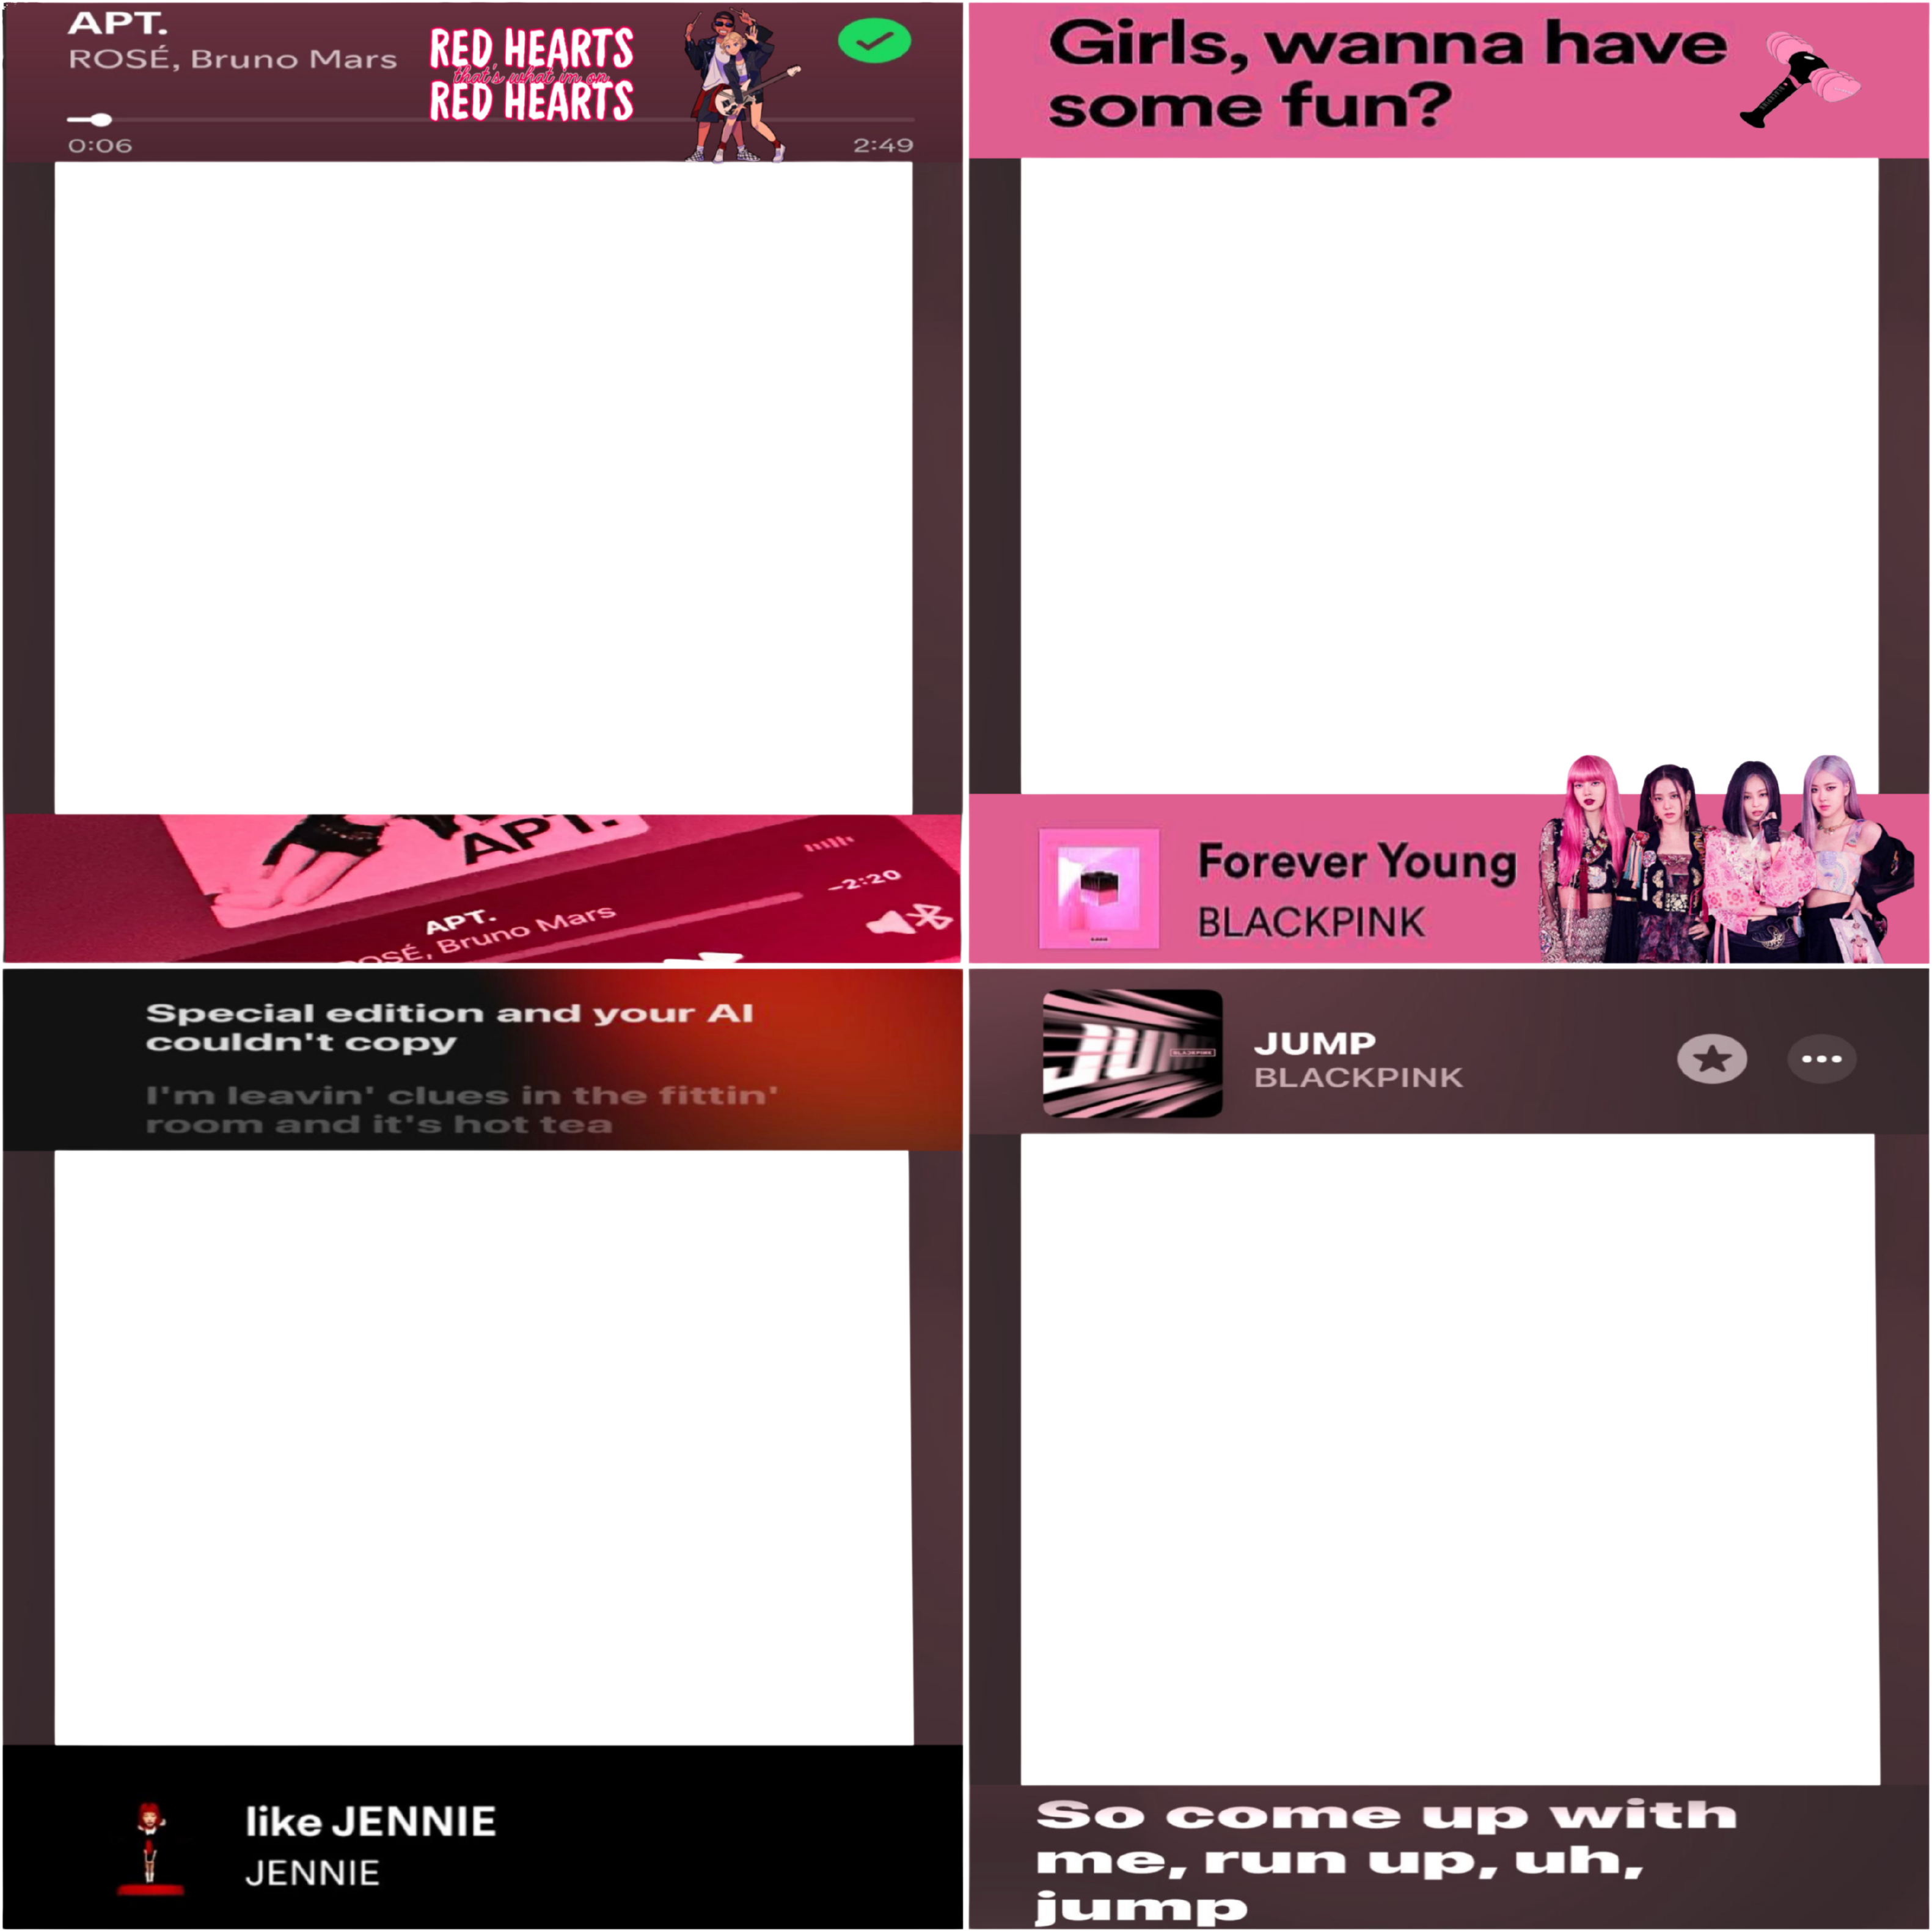 APT.
ROSÉ, Bruno Mars
RED HEARTS
that's what im on
RED HEARTS
0:06
2:49
APT.
-2:20
APT.
ROSÉ, Bruno Mars
Girls, wanna have
some fun?
Forever Young
BLACKPINK
Special edition and your AI
couldn't copy
I'm leavin' clues in the fittin'
room and it's hot tea
like JENNIE
JENNIE
JUMP
BLACKPINK
JUMP
BLACKPINK
So come up with
me, run up, uh,
jump